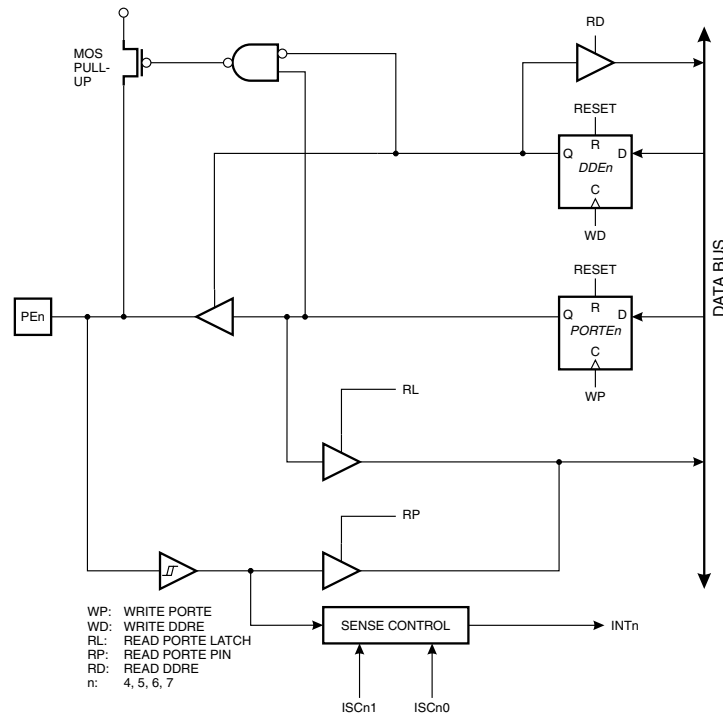 RD
MOS
PULL-
UP
RESET
R
Q
D
DDEn
C
WD
DATA BUS
RESET
R
PEn
Q
D
PORTEn
C
WP
RL
RP
WP: WRITE PORTE
WD: WRITE DDRE
RL: READ PORTE LATCH
RP: READ PORTE PIN
RD: READ DDRE
n: 4, 5, 6, 7
SENSE CONTROL
INTn
ISCn1
ISCn0